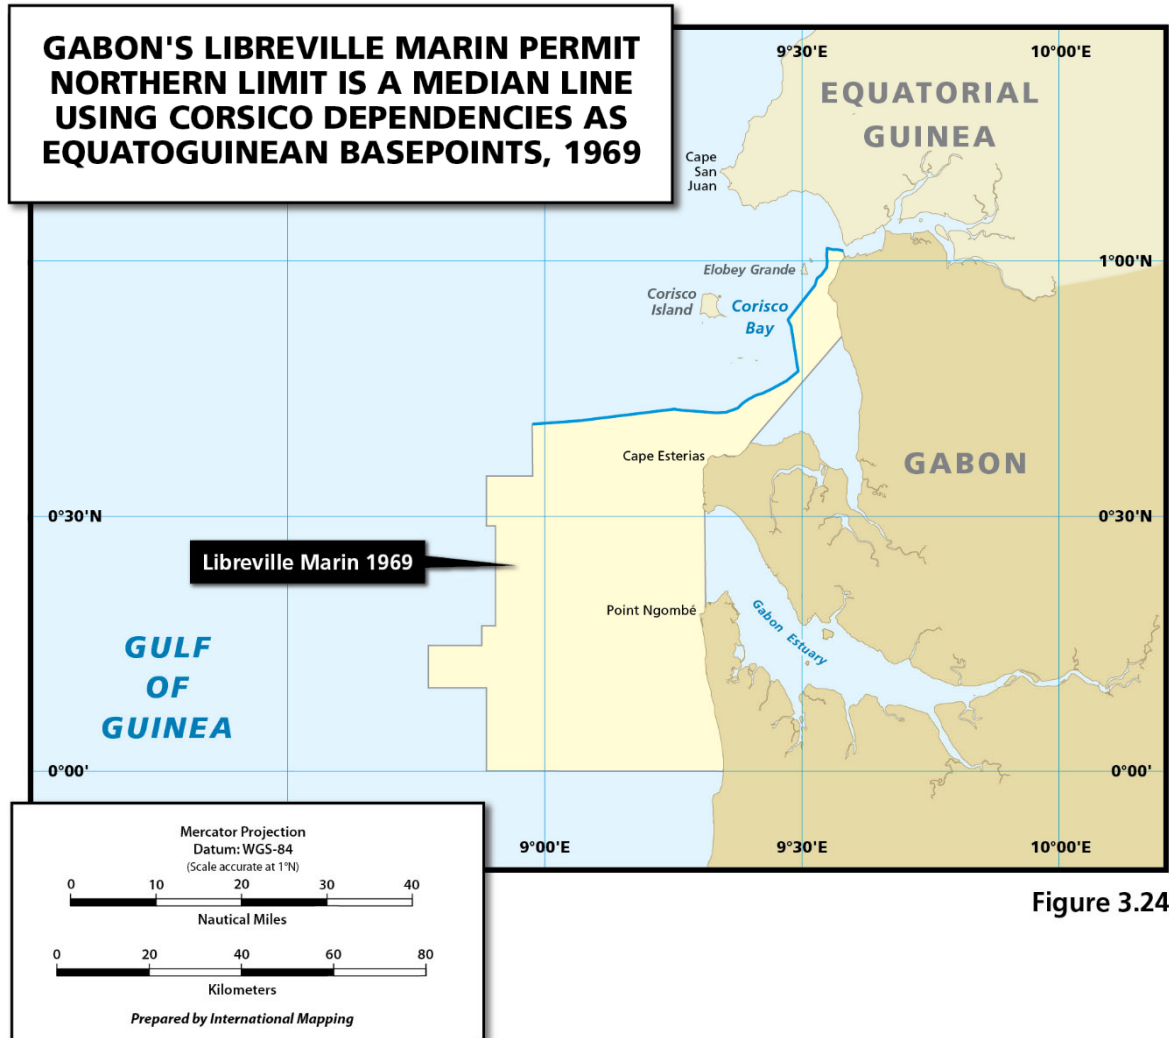 GABON'S LIBREVILLE MARIN PERMIT
NORTHERN LIMIT IS A MEDIAN LINE
USING CORSICO DEPENDENCIES AS
EQUATOGUINEAN BASEPOINTS, 1969
9°30'E
10°00'E
EQUATORIAL
GUINEA
Cape
San
Juan
1°00'N
Elobey Grande
Corisco
Island
Corisco
Bay
Cape Esterias
GABON
0°30'N
0°30'N
Libreville Marin 1969
Point Ngombé
Gabon Estuary
GULF
OF
GUINEA
0°00'
0°00'
9°00'E
9°30'E
10°00'E
Mercator Projection
Datum: WGS-84
(Scale accurate at 1°N)
0 10 20 30 40
Nautical Miles
0 20 40 60 80
Kilometers
Prepared by International Mapping
Figure 3.24